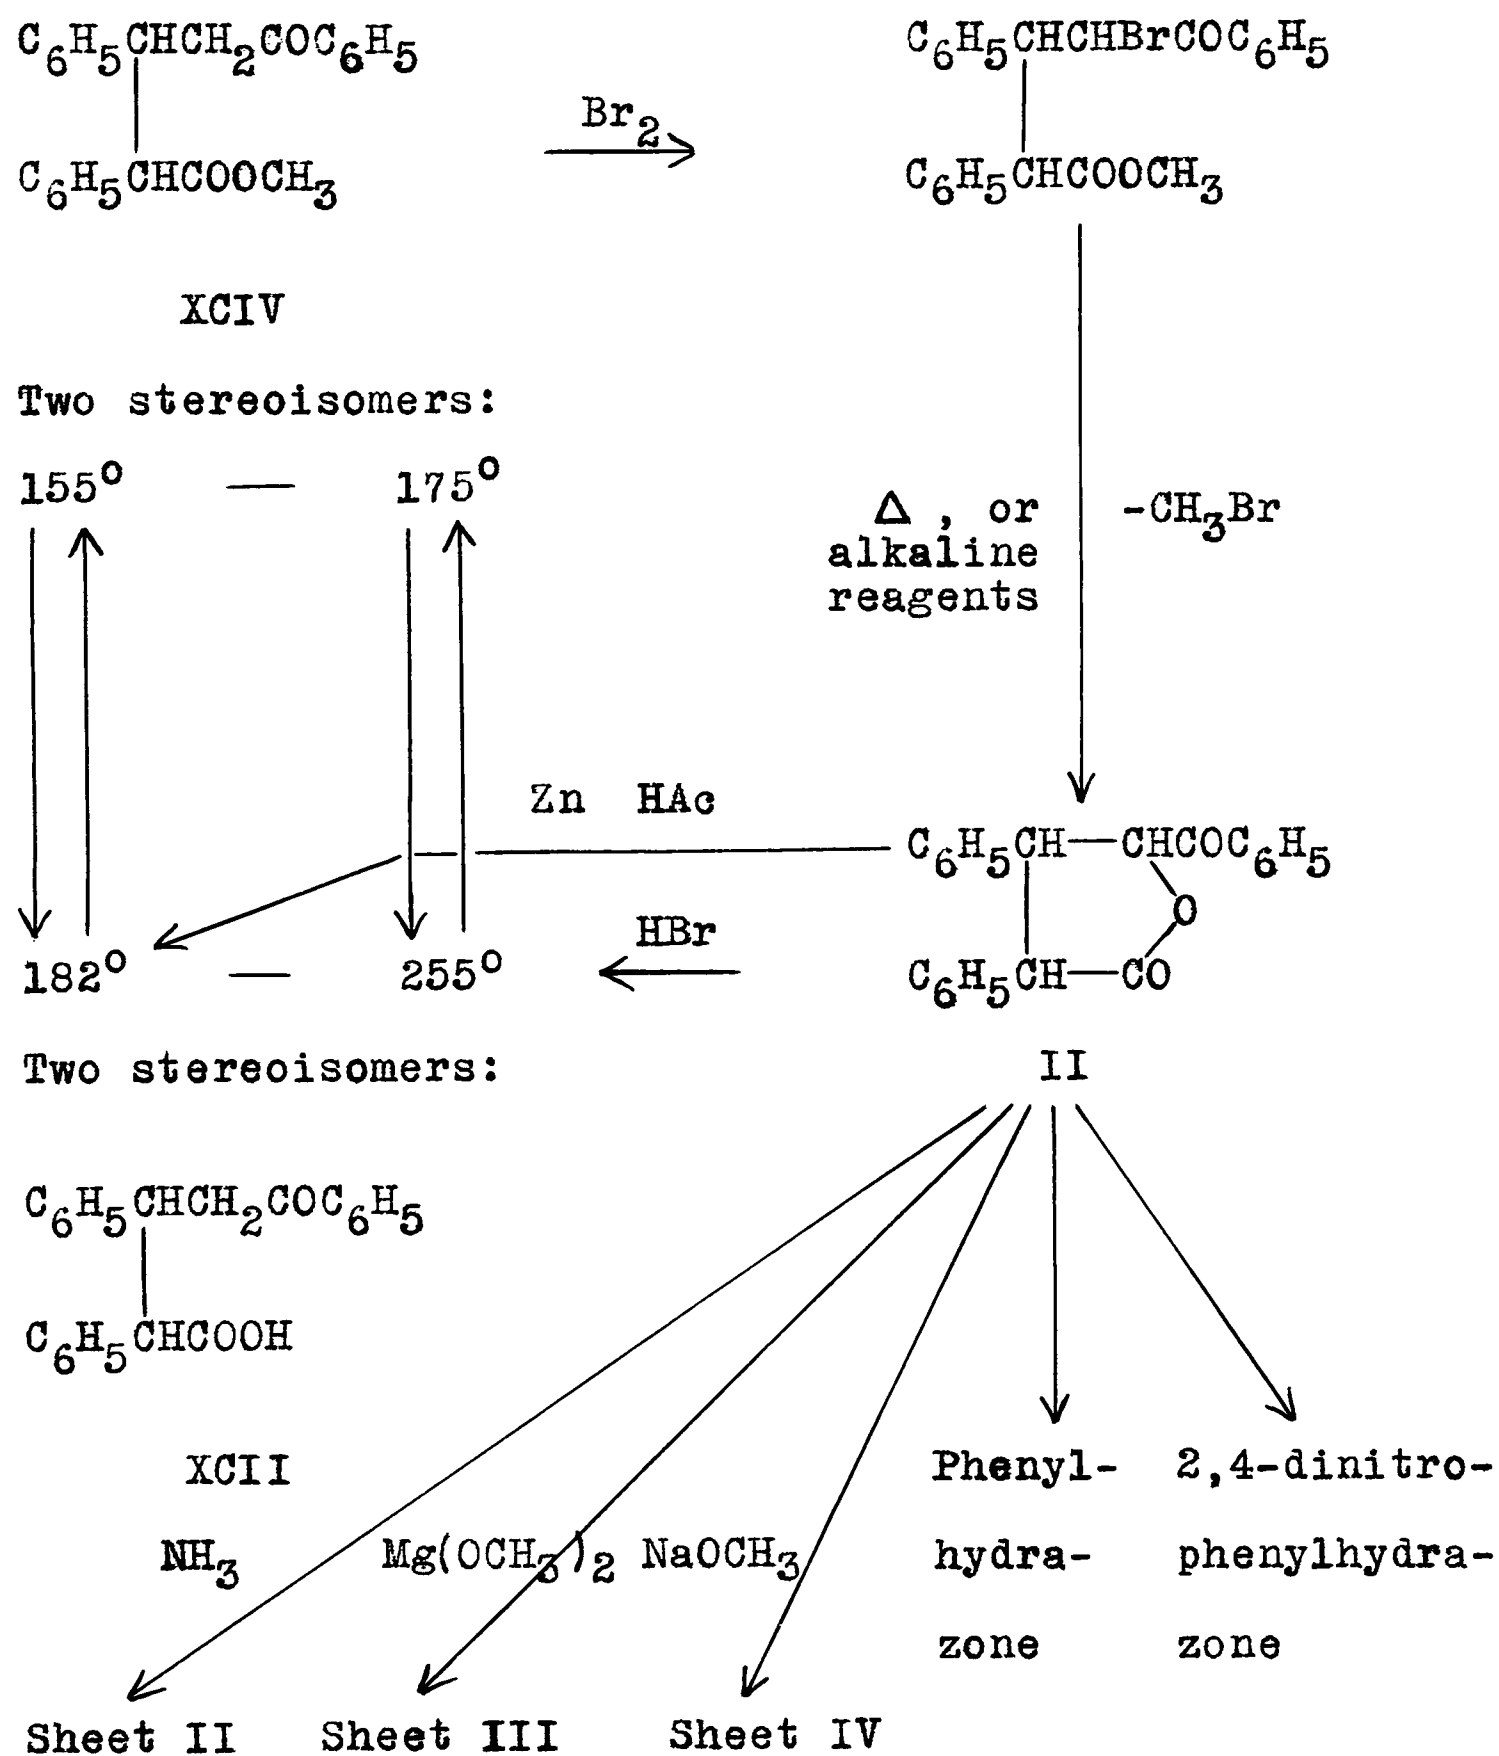 C6H5CHCH2COC6H5 C6H5CHCHBrCOC6H5
Br2
C6H5CHCOOCH3 C6H5CHCOOCH3
XCIV
Two stereoisomers:
155° — 175°
Δ, or -CH3Br
alkaline
reagents
Zn HAc
C6H5CH—CHCOC6H5
O
HBr
182° — 255°
C6H5CH—CO
Two stereoisomers:
II
C6H5CHCH2COC6H5
C6H5CHCOOH
XCII
Phenyl- 2,4-dinitro-
NH3 Mg(OCH3)2 NaOCH3 hydra- phenylhydra-
zone zone
Sheet II Sheet III Sheet IV